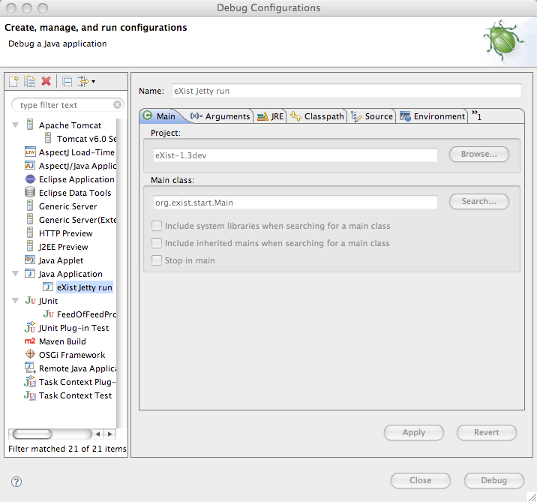 Debug Configurations
Create, manage, and run configurations
Debug a Java application
type filter text
Apache Tomcat
Tomcat v6.0 Se
AspectJ Load-Time
AspectJ/Java Applic
Eclipse Application
Eclipse Data Tools
Generic Server
Generic Server(Exte
HTTP Preview
J2EE Preview
Java Applet
Java Application
eXist Jetty run
JUnit
FeedOfFeedPro
JUnit Plug-in Test
Maven Build
OSGi Framework
Remote Java Applica
Task Context Plug-
Task Context Test
Filter matched 21 of 21 items
Name: eXist Jetty run
Main Arguments JRE Classpath Source Environment »1
Project:
eXist-1.3dev Browse...
Main class:
org.exist.start.Main Search...
Include system libraries when searching for a main class
Include inherited mains when searching for a main class
Stop in main
Apply Revert
? Close Debug